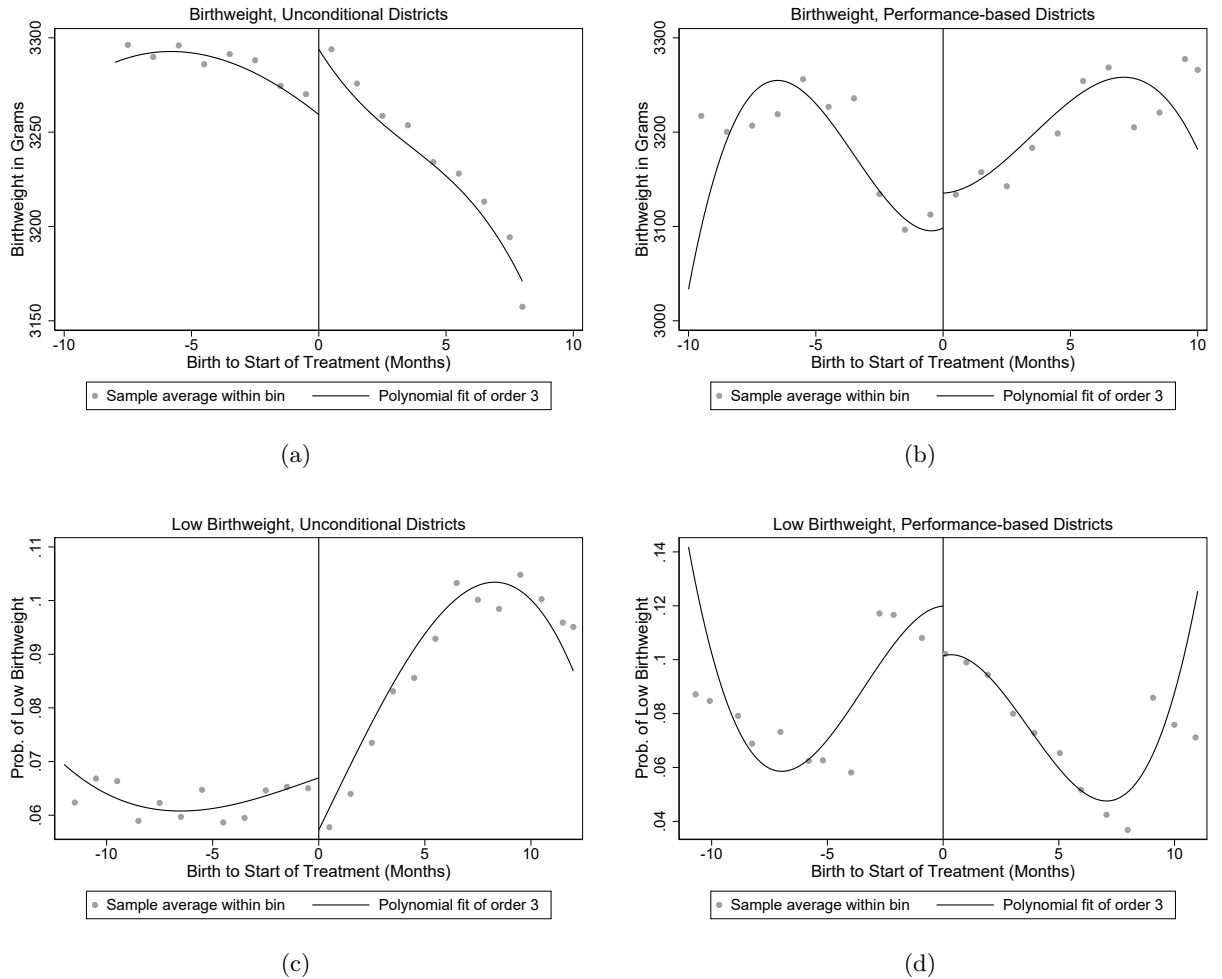 Birthweight, Unconditional Districts
Birthweight in Grams
3300
3250
3200
3150
-10 -5 0 5 10
Birth to Start of Treatment (Months)
Sample average within bin Polynomial fit of order 3
(a)
Birthweight, Performance-based Districts
Birthweight in Grams
3300
3200
3100
3000
-10 -5 0 5 10
Birth to Start of Treatment (Months)
Sample average within bin Polynomial fit of order 3
(b)
Low Birthweight, Unconditional Districts
Prob. of Low Birthweight
.11
.1
.09
.08
.07
.06
-10 -5 0 5 10
Birth to Start of Treatment (Months)
Sample average within bin Polynomial fit of order 3
(c)
Low Birthweight, Performance-based Districts
Prob. of Low Birthweight
.14
.12
.1
.08
.06
.04
-10 -5 0 5 10
Birth to Start of Treatment (Months)
Sample average within bin Polynomial fit of order 3
(d)